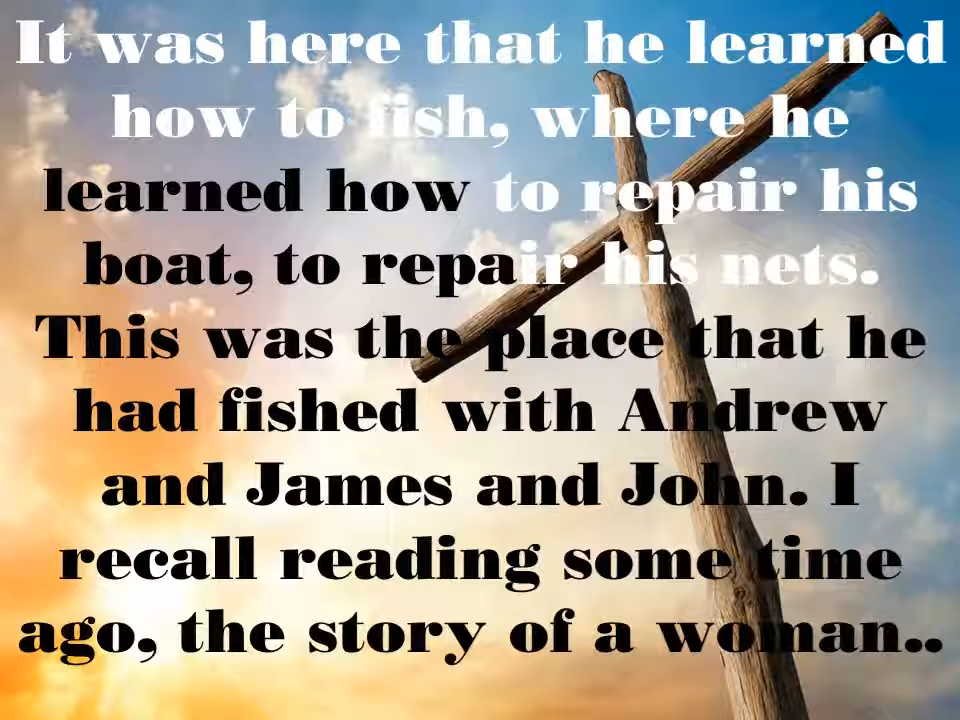 It was here that he learned
how to fish, where he
learned how to repair his
boat, to repair his nets.
This was the place that he
had fished with Andrew
and James and John. I
recall reading some time
ago, the story of a woman..